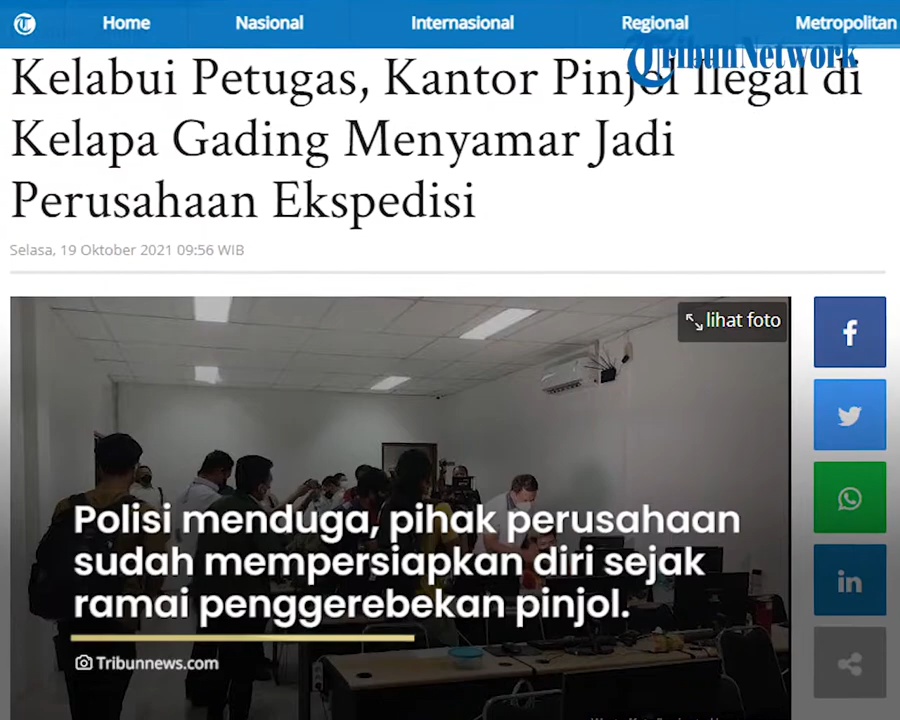 Home Nasional Internasional Regional Metropolitan
TribunNetwork
Kelabui Petugas, Kantor Pinjol Ilegal di
Kelapa Gading Menyamar Jadi
Perusahaan Ekspedisi
Selasa, 19 Oktober 2021 09:56 WIB
lihat foto
Polisi menduga, pihak perusahaan
sudah mempersiapkan diri sejak
ramai penggerebekan pinjol.
Tribunnews.com